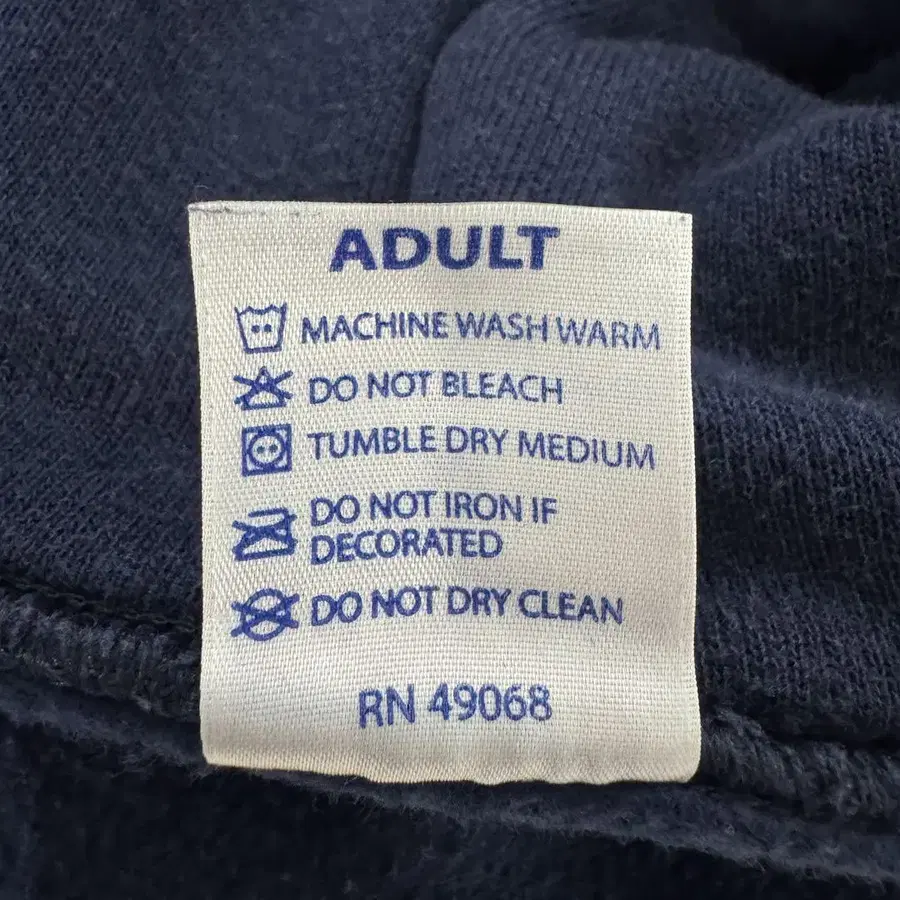 ADULT
MACHINE WASH WARM
DO NOT BLEACH
TUMBLE DRY MEDIUM
DO NOT IRON IF
DECORATED
DO NOT DRY CLEAN
RN 49068